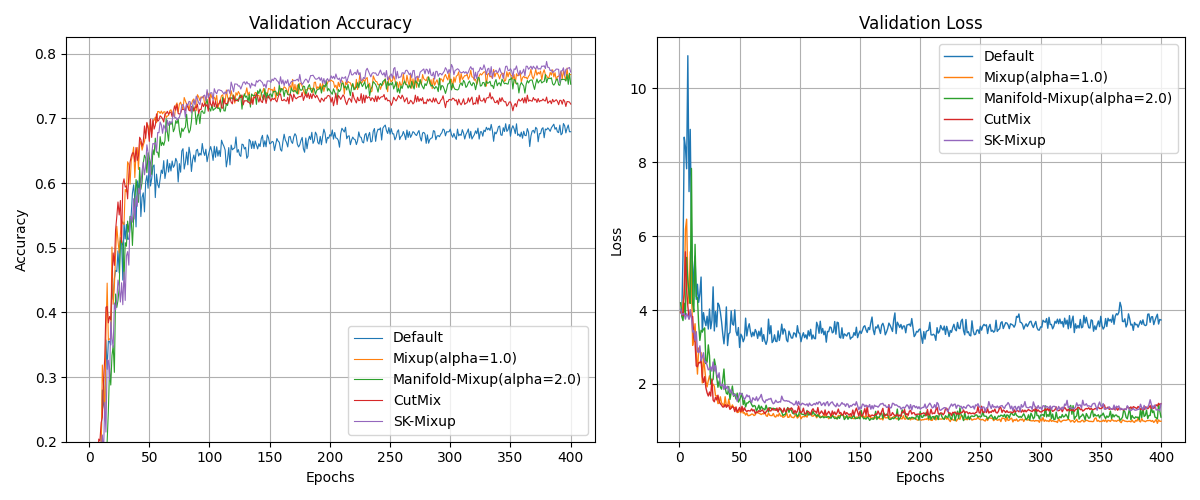 Validation Accuracy
Accuracy
0.8
0.7
0.6
0.5
0.4
0.3
0.2
0 50 100 150 200 250 300 350 400
Epochs
Default
Mixup(alpha=1.0)
Manifold-Mixup(alpha=2.0)
CutMix
SK-Mixup
Validation Loss
Loss
10
8
6
4
2
0 50 100 150 200 250 300 350 400
Epochs
Default
Mixup(alpha=1.0)
Manifold-Mixup(alpha=2.0)
CutMix
SK-Mixup